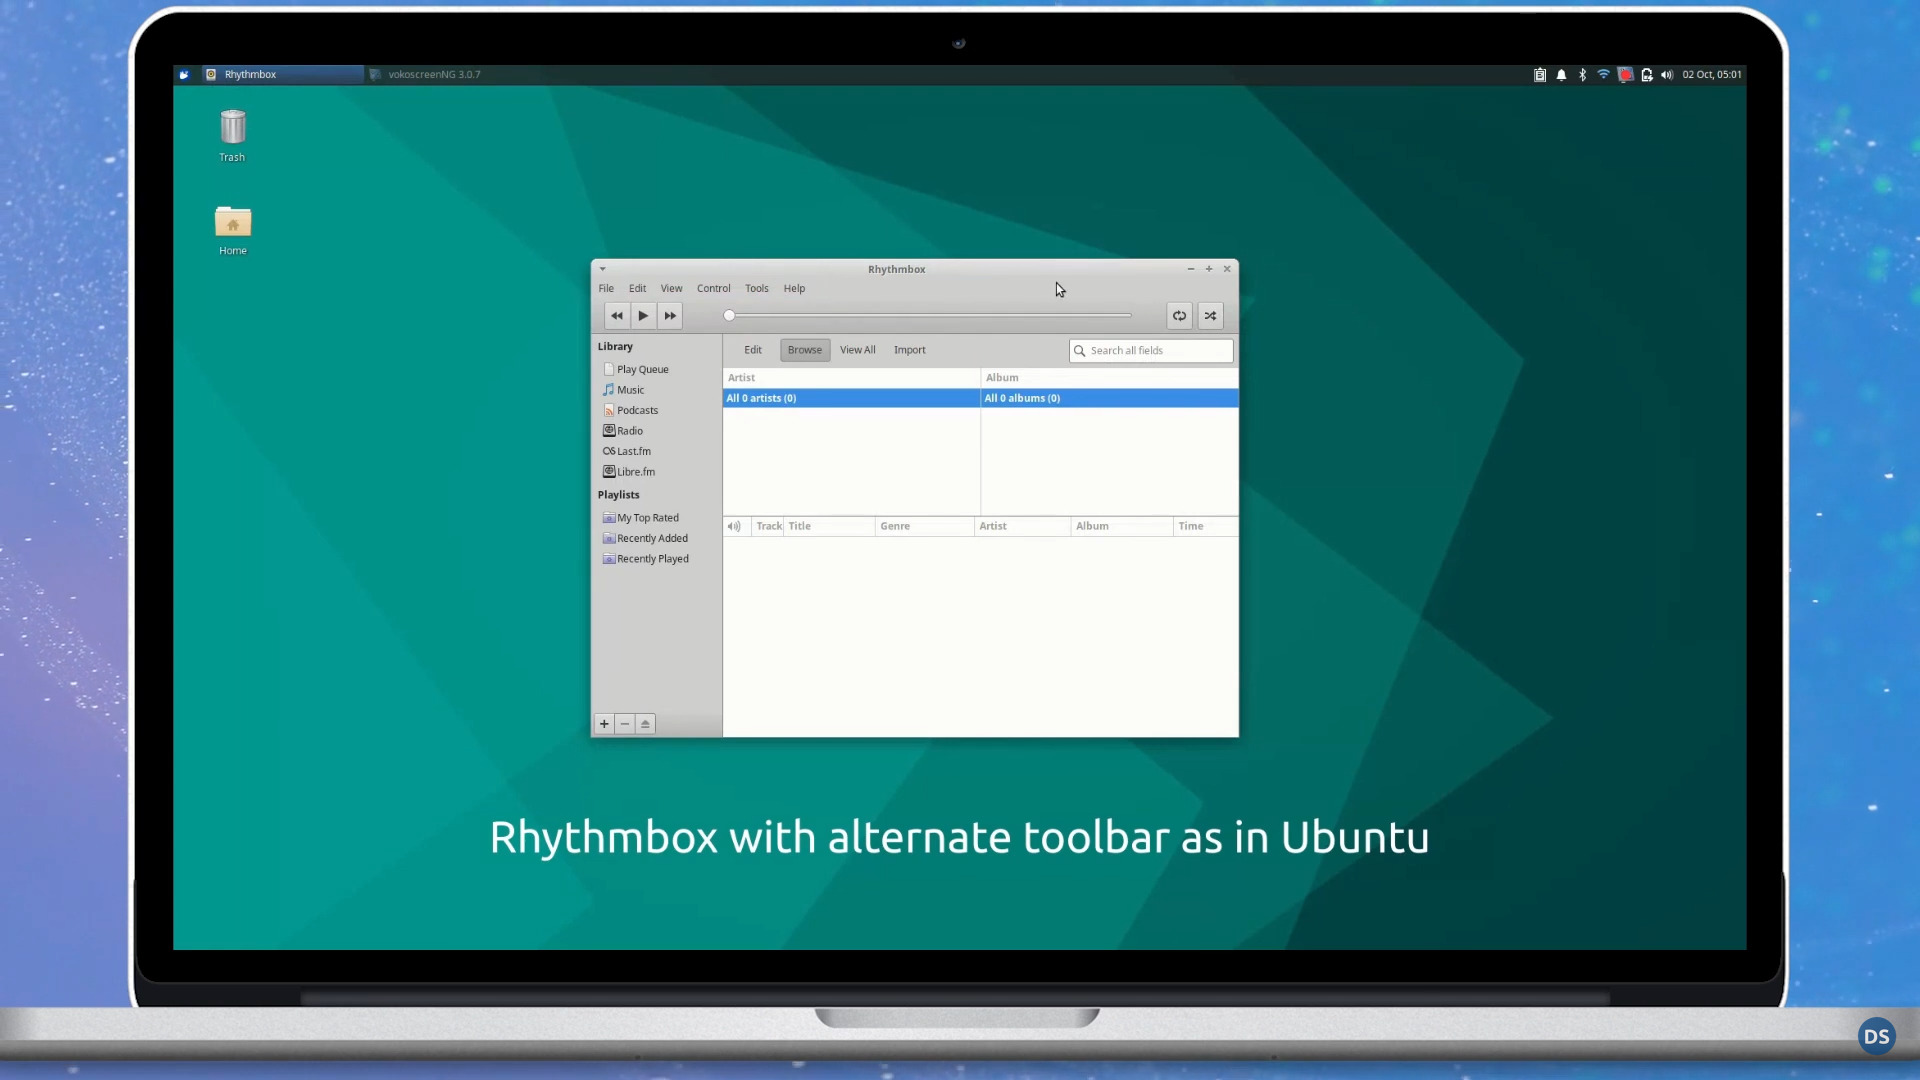 Rhythmbox
vokoscreenNG 3.0.7
02 Oct, 05:01
Trash
Home
Rhythmbox
File Edit View Control Tools Help
Library
Play Queue
Music
Podcasts
Radio
Last.fm
Libre.fm
Playlists
My Top Rated
Recently Added
Recently Played
Edit Browse View All Import
Search all fields
Artist Album
All 0 artists (0) All 0 albums (0)
Track Title Genre Artist Album Time
Rhythmbox with alternate toolbar as in Ubuntu
DS